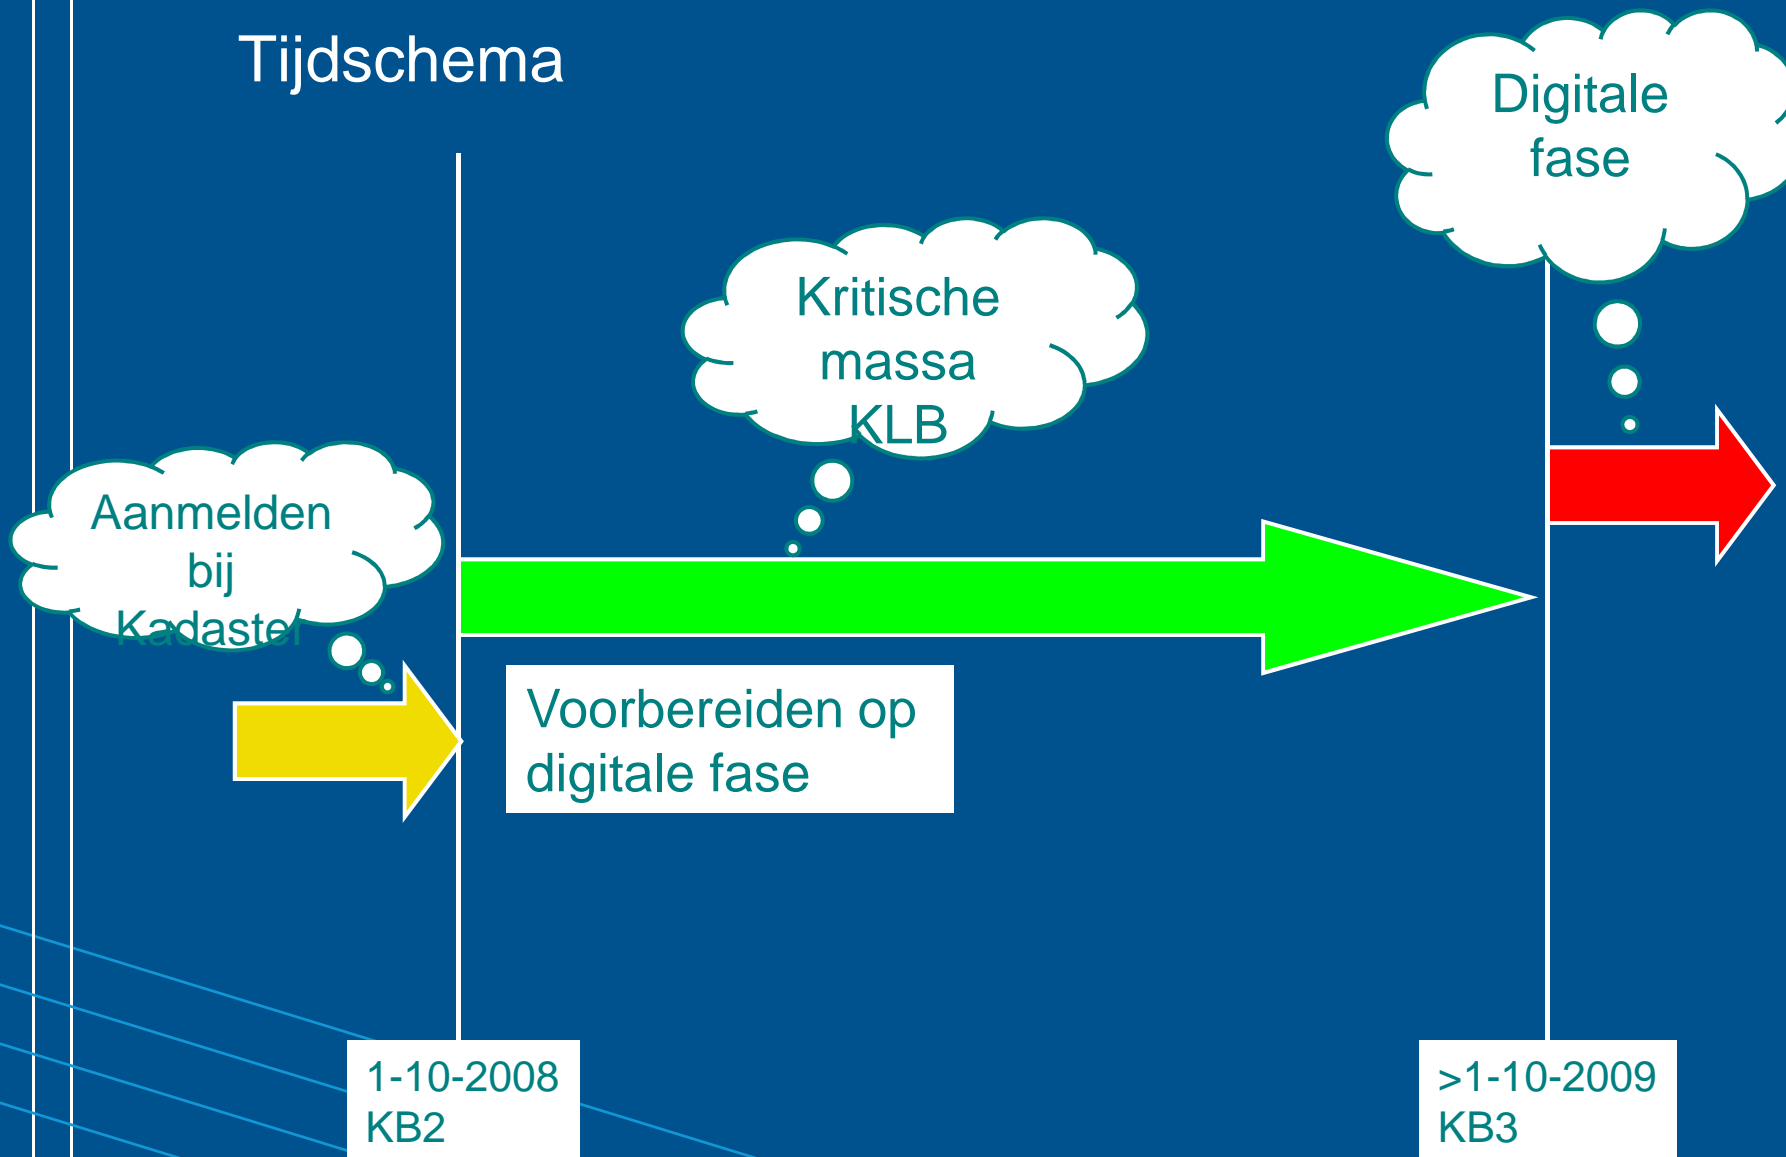 Tijdschema
Digitale
fase
Kritische
massa
KLB
Aanmelden
bij
Kadaster
Voorbereiden op
digitale fase
1-10-2008
KB2
>1-10-2009
KB3